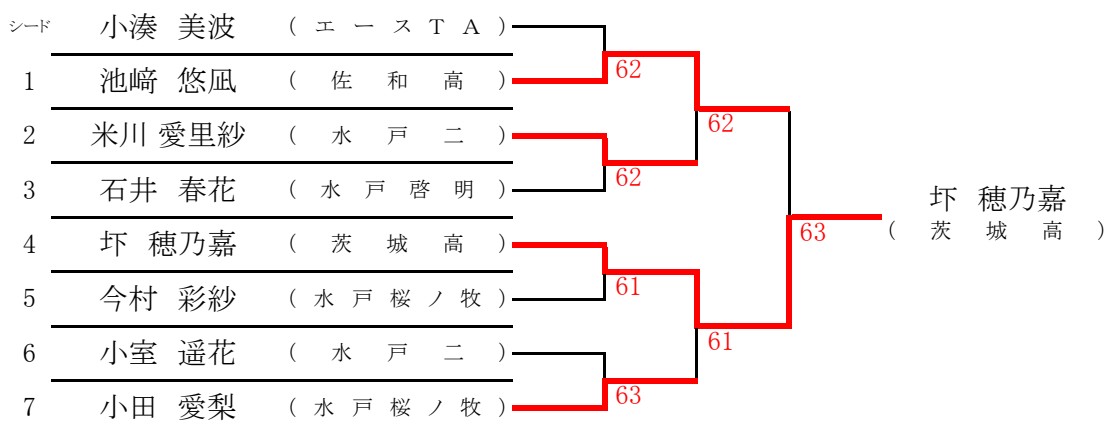 シード 小湊 美波 (エースTA)
1 池﨑 悠凪 (佐和高)
62
2 米川 愛里紗 (水戸二)
62
62
3 石井 春花 (水戸啓明)
坏 穂乃嘉
(茨城高)
63
4 坏 穂乃嘉 (茨城高)
61
5 今村 彩紗 (水戸桜ノ牧)
61
6 小室 遥花 (水戸二)
63
7 小田 愛梨 (水戸桜ノ牧)